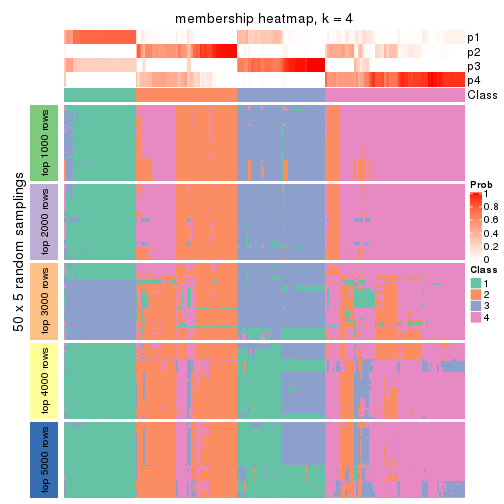 membership heatmap, k = 4
p1
p2
p3
p4
Class
50 x 5 random samplings
top 1000 rows
top 2000 rows
top 3000 rows
top 4000 rows
top 5000 rows
Prob
1
0.8
0.6
0.4
0.2
0
Class
1
2
3
4